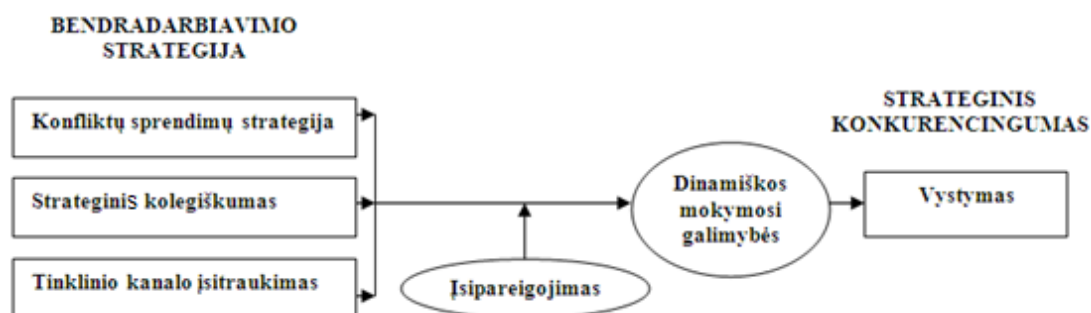 BENDRADARBIAVIMO
STRATEGIJA
Konfliktų sprendimų strategija
Strateginis kolegiškumas
Tinklinio kanalo įsitraukimas
Įsipareigojimas
Dinamiškos
mokymosi
galimybės
STRATEGINIS
KONKURENCINGUMAS
Vystymas